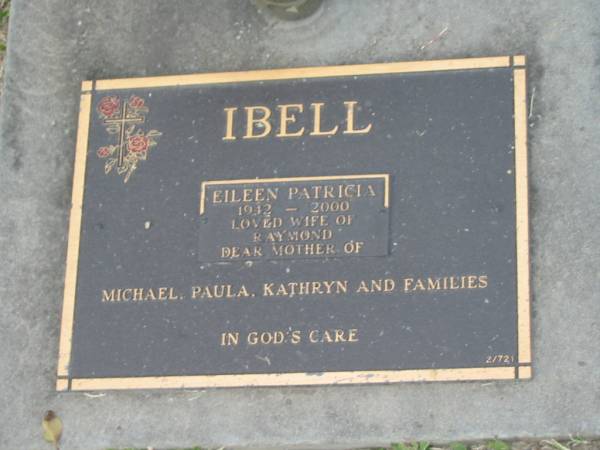 IBELL
EILEEN PATRICIA
1942 - 2000
LOVED WIFE OF
RAYMOND
DEAR MOTHER OF
MICHAEL, PAULA, KATHRYN AND FAMILIES
IN GOD'S CARE
2/721